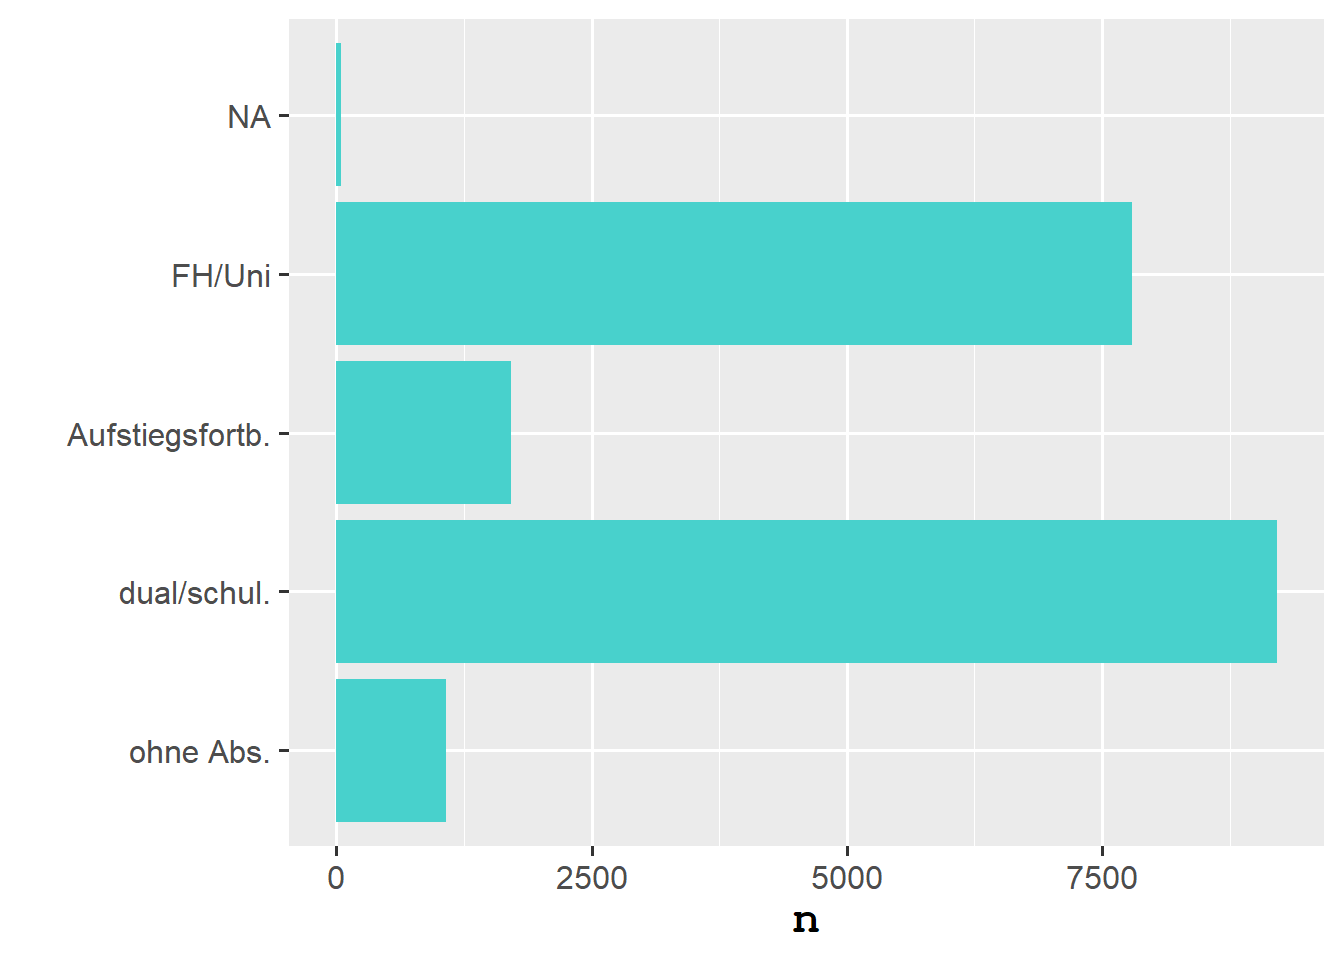 NA
FH/Uni
Aufstiegsfortb.
dual/schul.
ohne Abs.
0 2500 5000 7500
n